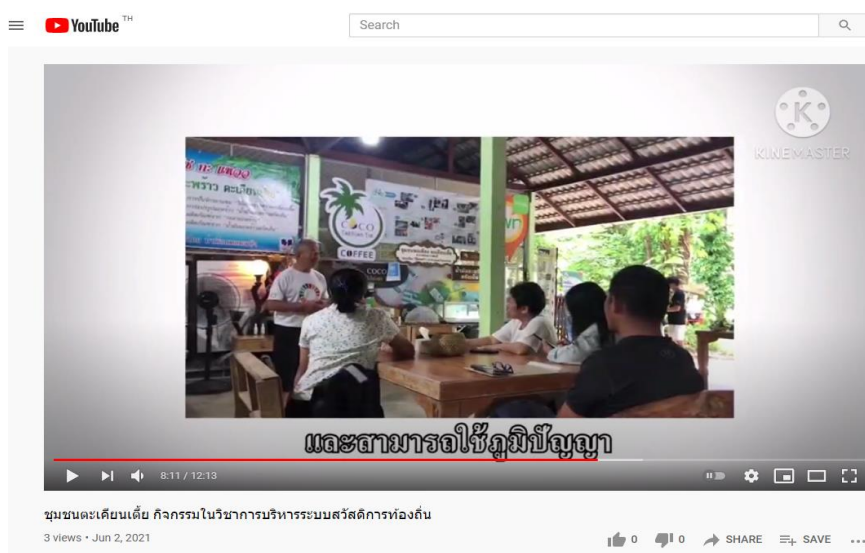 YouTube TH
Search
KINEMASTER
COCO
COFFEE
COCO
และสามารถใช้ภูมิปัญญา
8:11 / 12:13
ชุมชนตะเคียนเตี้ย กิจกรรมในวิชาการบริหารระบบสวัสดิการท้องถิ่น
3 views • Jun 2, 2021
0
0
SHARE
SAVE